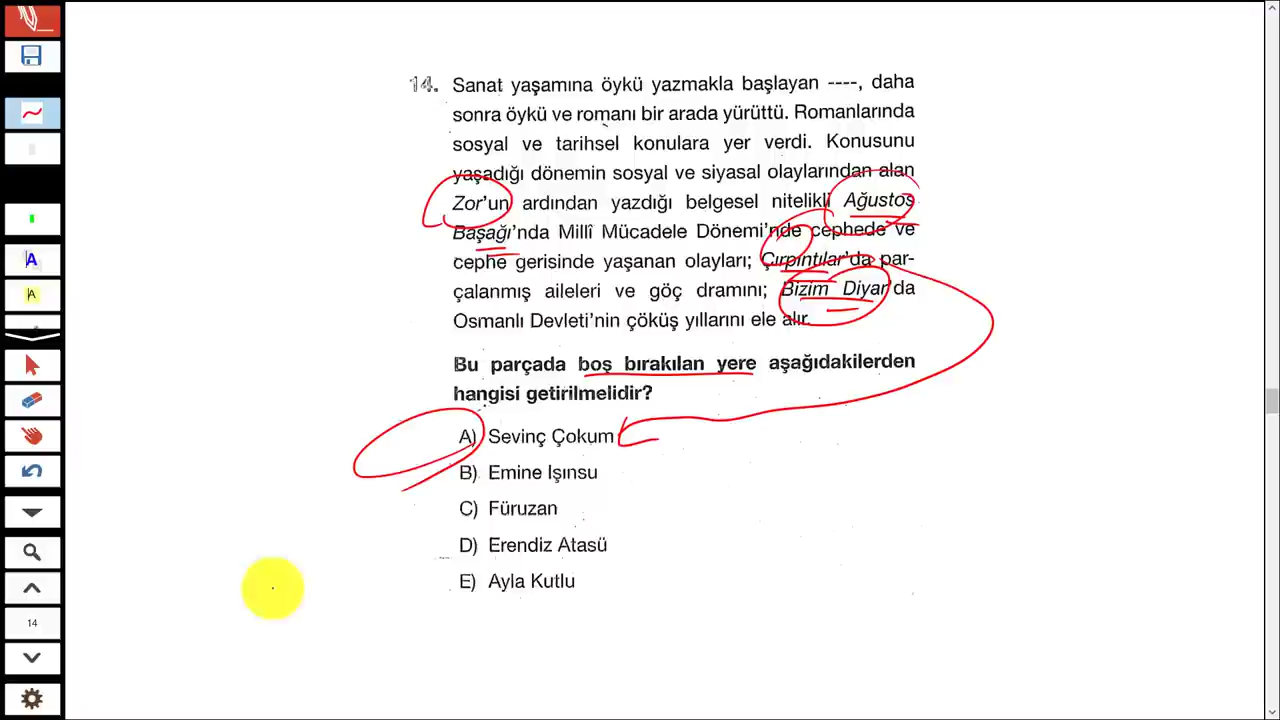 14. Sanat yaşamına öykü yazmakla başlayan ----, daha
sonra öykü ve romanı bir arada yürüttü. Romanlarında
sosyal ve tarihsel konulara yer verdi. Konusunu
yaşadığı dönemin sosyal ve siyasal olaylarından alan
Zor'un ardından yazdığı belgesel nitelikli Ağustos
Başağı'nda Millî Mücadele Dönemi'nde cephede ve
cephe gerisinde yaşanan olayları; Çırpıntılar'da par-
çalanmış aileleri ve göç dramını; Bizim Diyar'da
Osmanlı Devleti'nin çöküş yıllarını ele alır.
Bu parçada boş bırakılan yere aşağıdakilerden
hangisi getirilmelidir?
A) Sevinç Çokum
B) Emine Işınsu
C) Füruzan
D) Erendiz Atasü
E) Ayla Kutlu
A
A
14